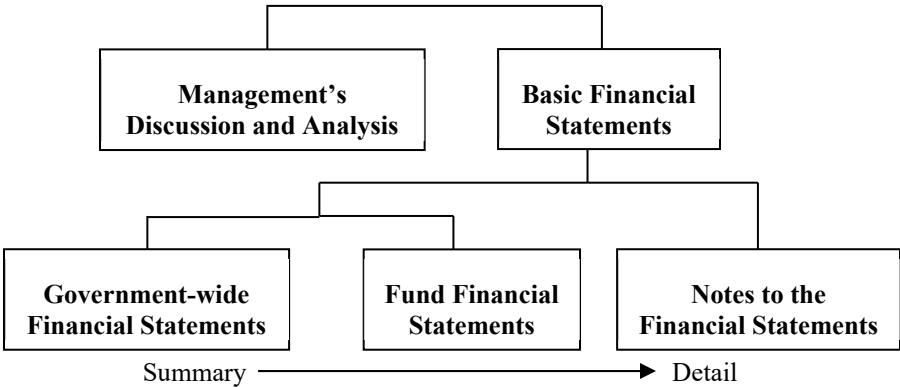 Management’s
Discussion and Analysis
Basic Financial
Statements
Government-wide
Financial Statements
Fund Financial
Statements
Notes to the
Financial Statements
Summary
Detail